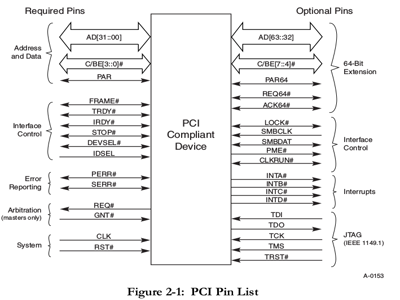 Required Pins
Optional Pins
Address
and Data
AD[31::00]
C/BE[3::0]#
PAR
Interface
Control
FRAME#
TRDY#
IRDY#
STOP#
DEVSEL#
IDSEL
Error
Reporting
PERR#
SERR#
Arbitration
(masters only)
REQ#
GNT#
System
CLK
RST#
PCI
Compliant
Device
AD[63::32]
C/BE[7::4]#
PAR64
REQ64#
ACK64#
64-Bit
Extension
LOCK#
SMBCLK
SMBDAT
PME#
CLKRUN#
Interface
Control
INTA#
INTB#
INTC#
INTD#
Interrupts
TDI
TDO
TCK
TMS
TRST#
JTAG
(IEEE 1149.1)
A-0153
Figure 2-1: PCI Pin List